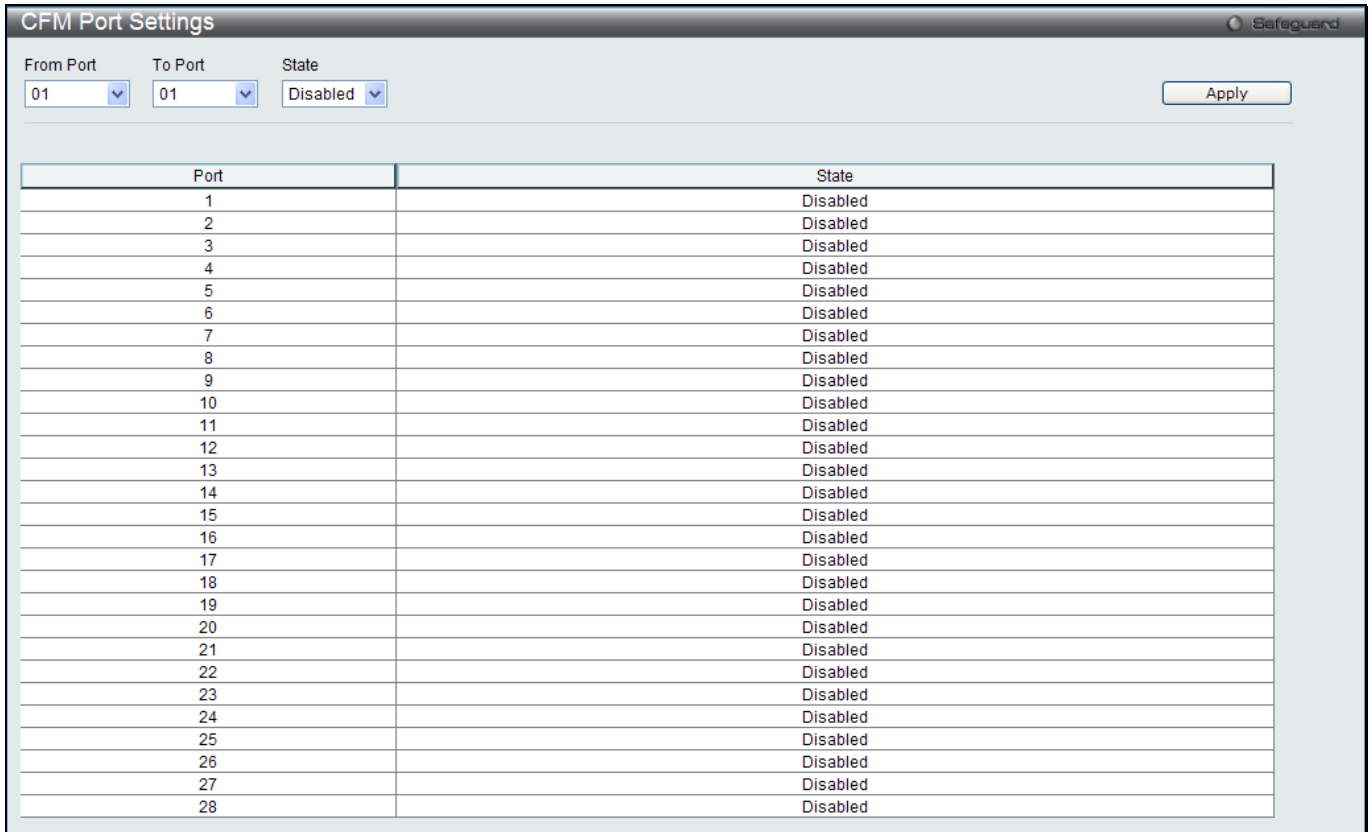 CFM Port Settings
Safeguard
From Port To Port State
01 01 Disabled Apply
Port State
1 Disabled
2 Disabled
3 Disabled
4 Disabled
5 Disabled
6 Disabled
7 Disabled
8 Disabled
9 Disabled
10 Disabled
11 Disabled
12 Disabled
13 Disabled
14 Disabled
15 Disabled
16 Disabled
17 Disabled
18 Disabled
19 Disabled
20 Disabled
21 Disabled
22 Disabled
23 Disabled
24 Disabled
25 Disabled
26 Disabled
27 Disabled
28 Disabled